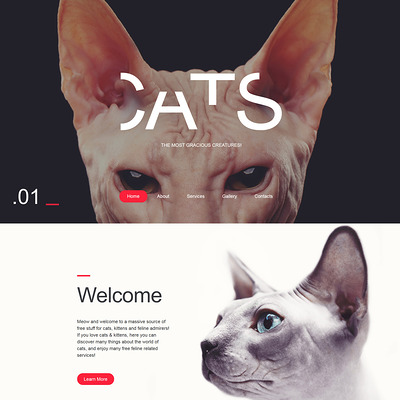 CATS
THE MOST GRACIOUS CREATURES!
.01
Home About Services Gallery Contacts
Welcome
Meow and welcome to a massive source of
free stuff for cats, kittens and feline admirers!
If you love cats & kittens, here you can
discover many things about the world of
cats, and enjoy many free feline related
services!
Learn More